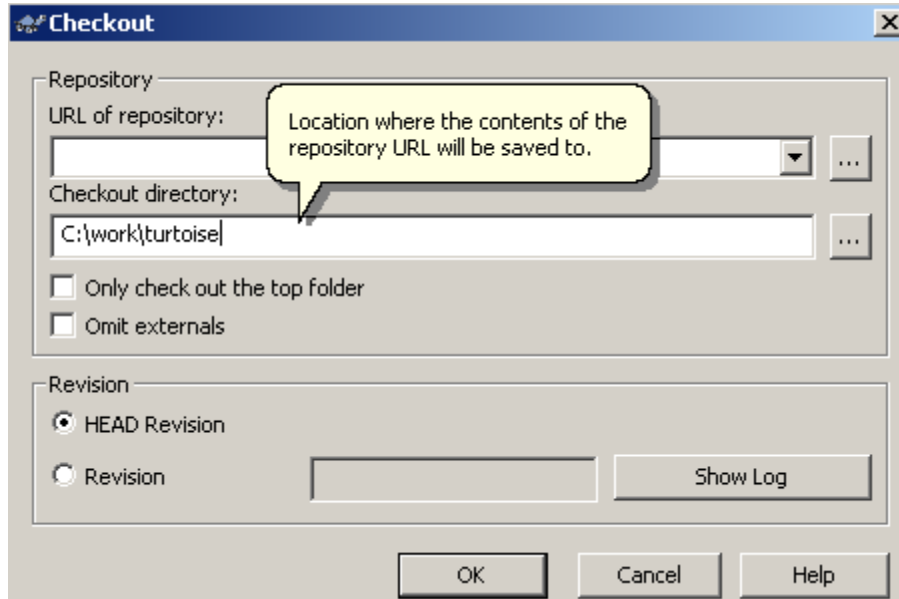 Checkout
Repository
URL of repository:
Location where the contents of the
repository URL will be saved to.
...
Checkout directory:
C:\work\turtoise
...
Only check out the top folder
Omit externals
Revision
HEAD Revision
Revision
Show Log
OK
Cancel
Help